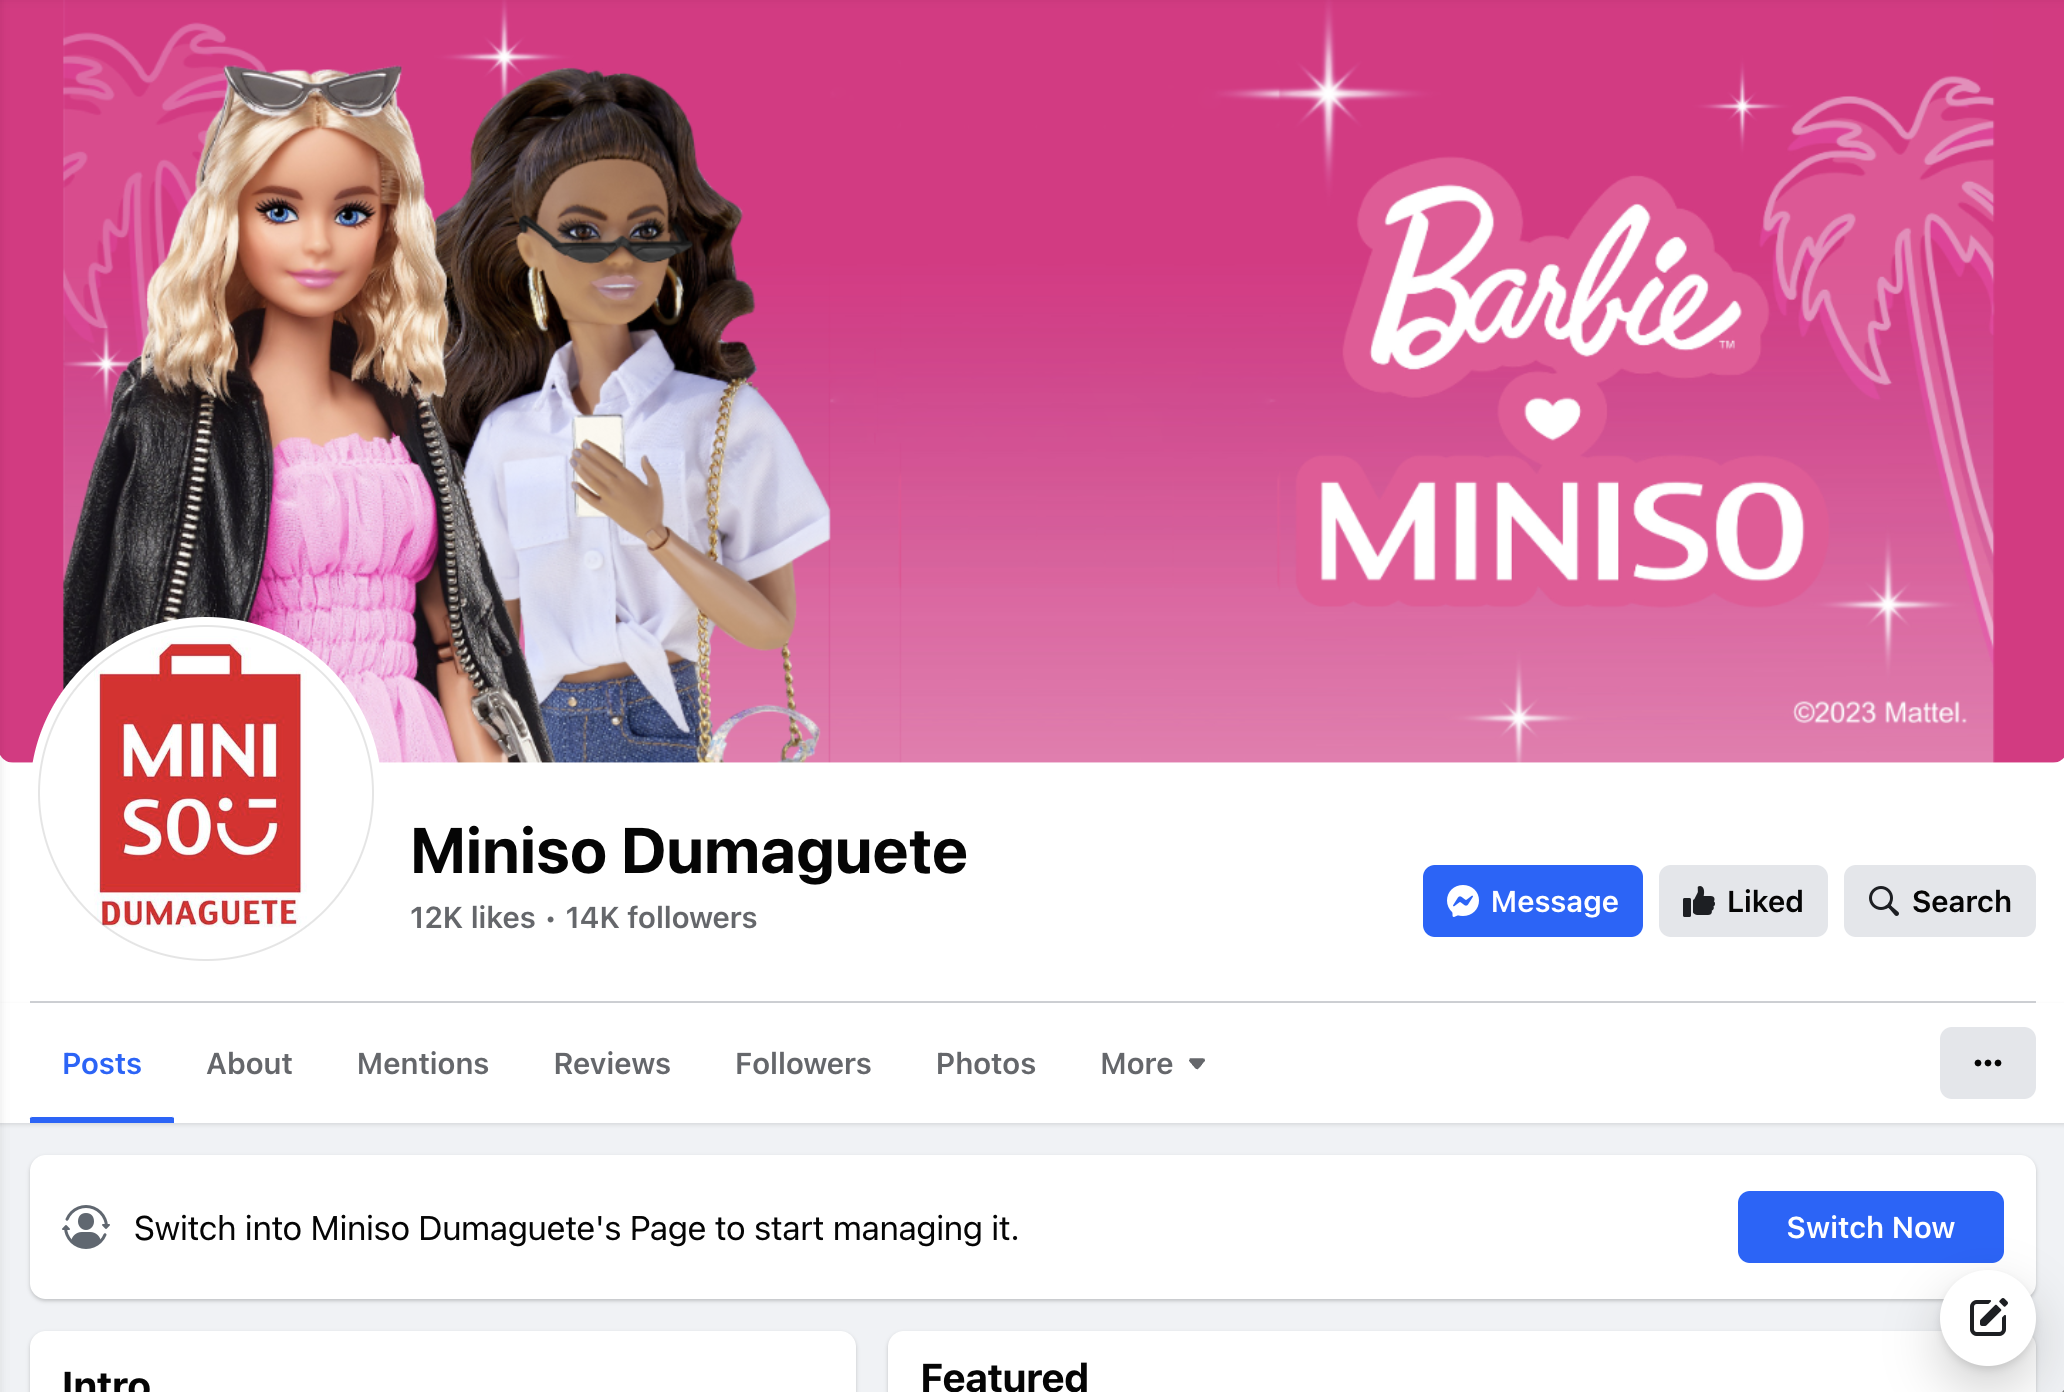 Barbie™
MINISO
©2023 Mattel.
MINI
SO
DUMAGUETE
Miniso Dumaguete
12K likes • 14K followers
Message
Liked
Search
Posts
About
Mentions
Reviews
Followers
Photos
More
Switch into Miniso Dumaguete's Page to start managing it.
Switch Now
Intro
Featured